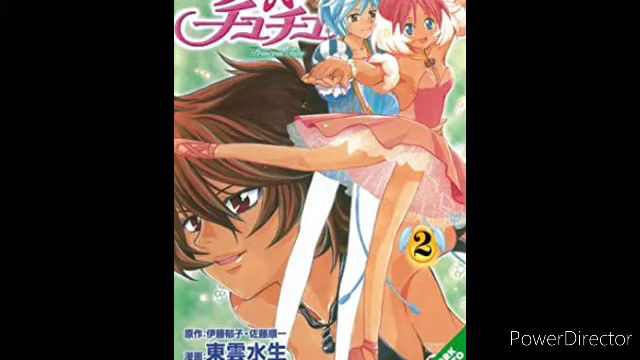 チュチュ
Princess Tutu
2
原作:伊藤郁子・佐藤順一
漫画:東雲水生
PowerDirector